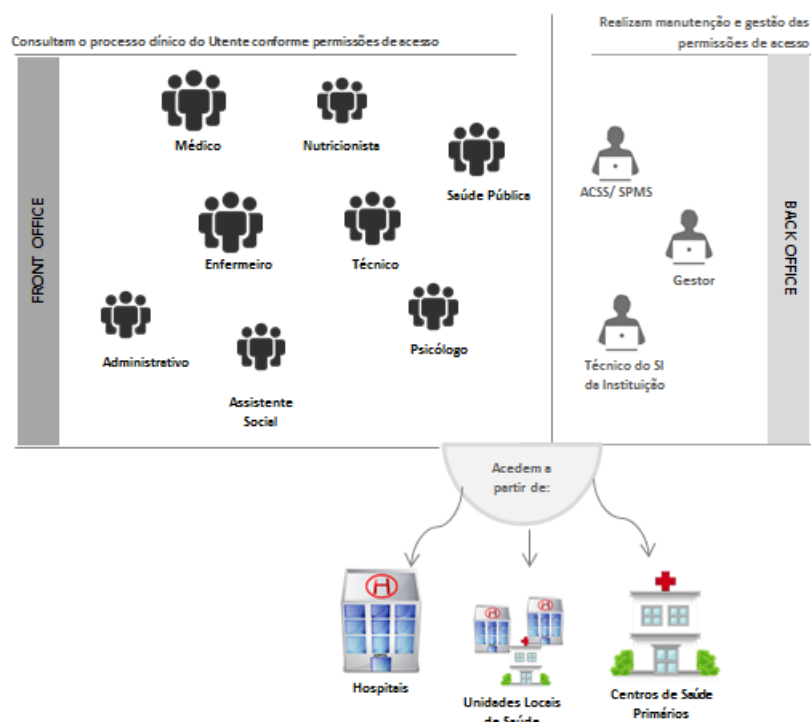 Consultam o processo clínico do Utente conforme permissões de acesso
Realizam manutenção e gestão das
permissões de acesso
FRONT OFFICE
Médico
Nutricionista
Saúde Pública
Enfermeiro
Técnico
Administrativo
Psicólogo
Assistente
Social
ACSS/ SPMS
Gestor
Técnico do SI
da Instituição
BACK OFFICE
Acedem a
partir de:
H
Hospitais
H
H
Unidades Locais
de Saúde
Centros de Saúde
Primários